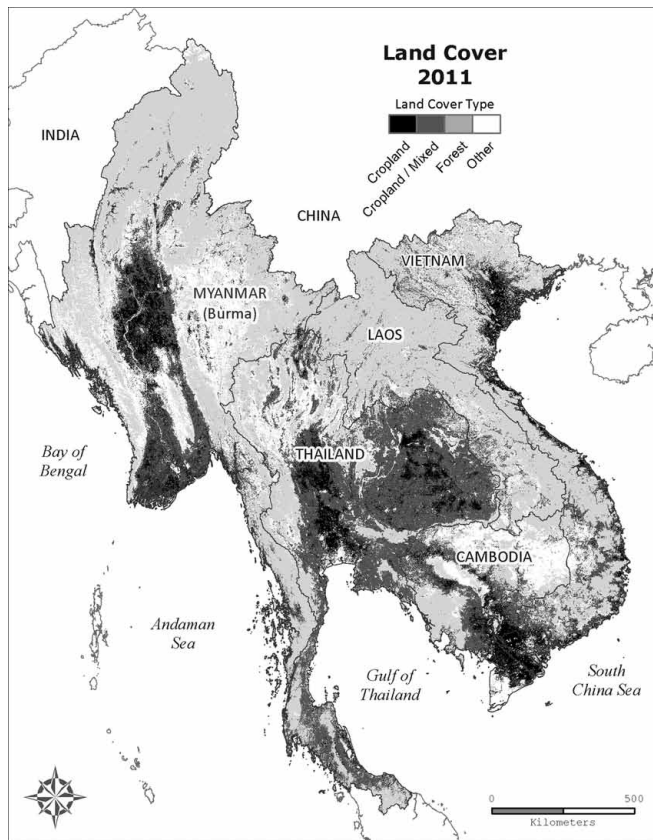 Land Cover
2011
Land Cover Type
Cropland
Cropland / Mixed
Forest
Other
INDIA
CHINA
VIETNAM
MYANMAR
(Burma)
LAOS
Bay of
Bengal
THAILAND
CAMBODIA
Andaman
Sea
Gulf of
Thailand
South
China Sea
0
500
Kilometers